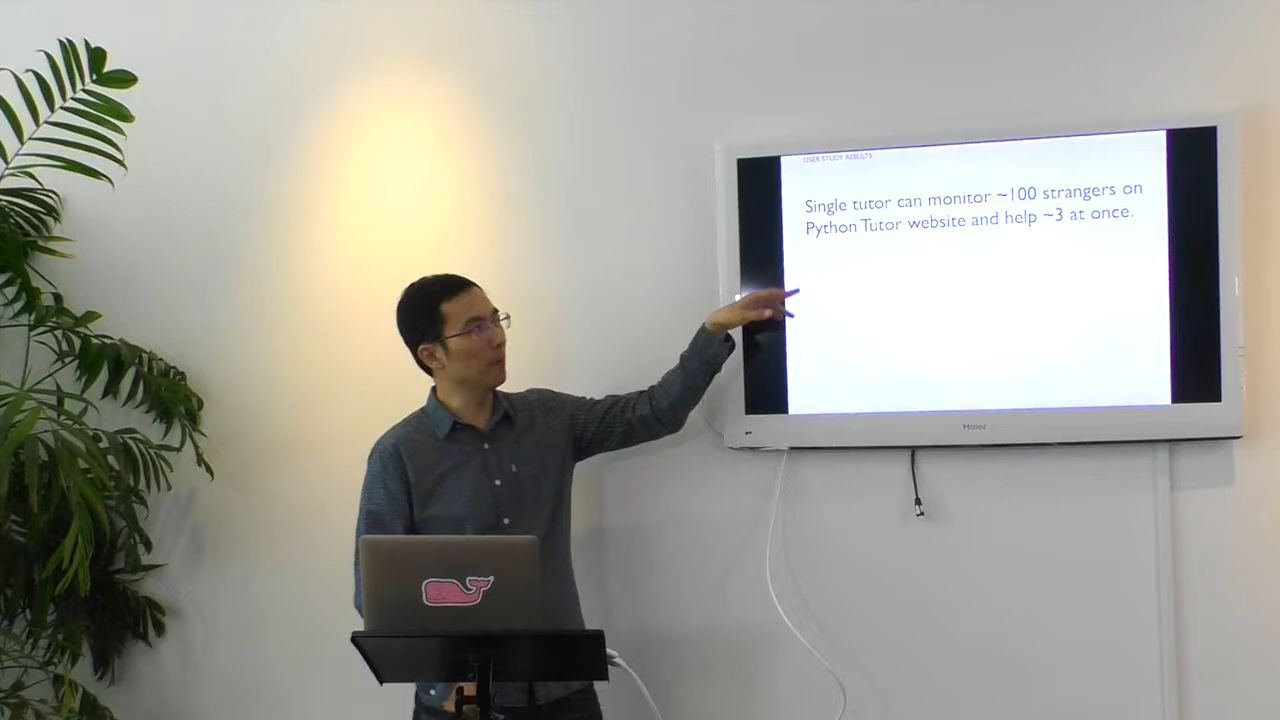 USER STUDY RESULTS
Single tutor can monitor ~100 strangers on
Python Tutor website and help ~3 at once.
Haier